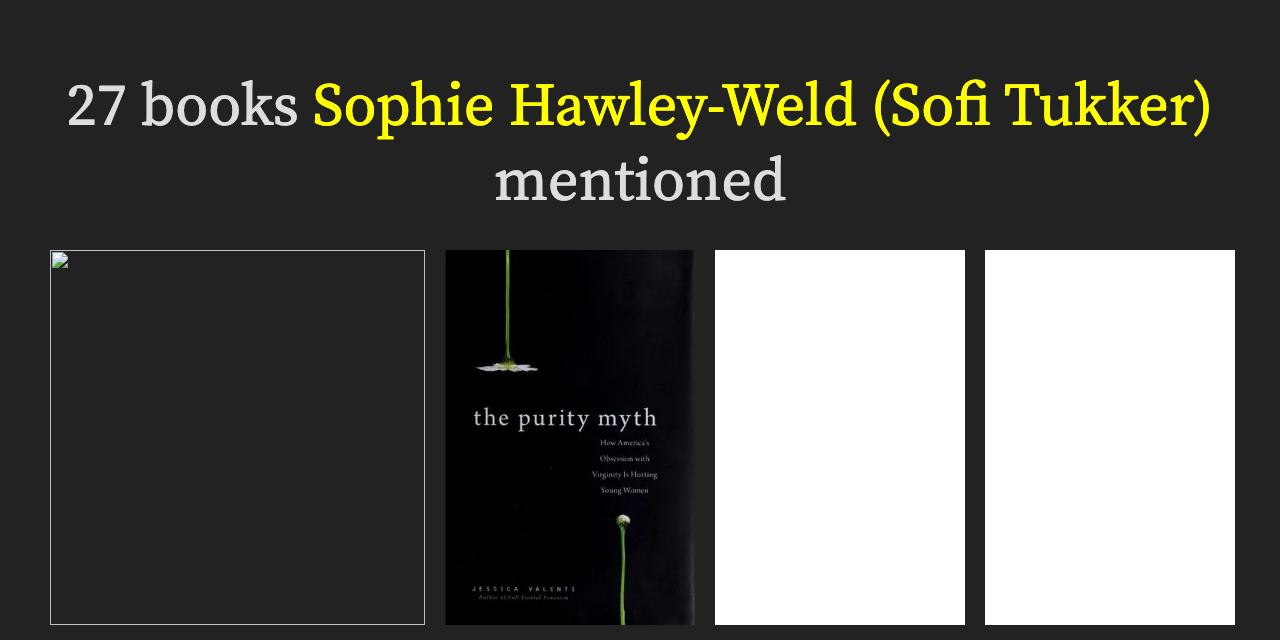 27 books Sophie Hawley-Weld (Sofi Tukker)
mentioned
the purity myth
How America's
Obsession with
Virginity Is Hurting
Young Women
JESSICA VALENTI
Author of Full Frontal Feminism